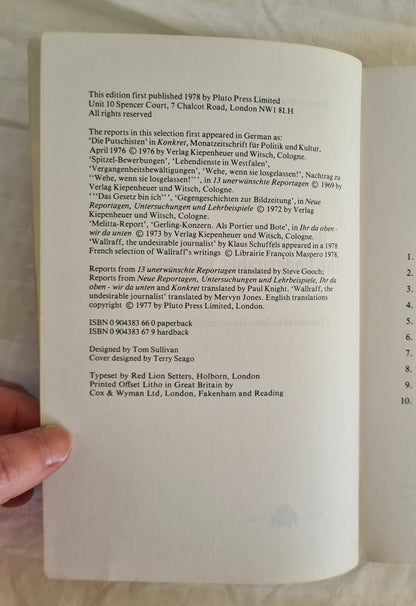 This edition first published 1978 by Pluto Press Limited
Unit 10 Spencer Court, 7 Chalcot Road, London NW1 8LH
All rights reserved
The reports in this selection first appeared in German as:
'Die Putschisten' in Konkret, Monatzeitschrift für Politik und Kultur,
April 1976 © 1976 by Verlag Kiepenheuer und Witsch, Cologne.
'Spitzel-Bewerbungen', 'Lehendienste in Westfalen',
'Vergangenheitsbewältigungen', 'Wehe, wenn sie losgelassen!', Nachtrag zu
"'Wehe, wenn sie losgelassen!''', in 13 unerwünschte Reportagen © 1969 by
Verlag Kiepenheuer und Witsch, Cologne.
'"Das Gesetz bin ich"', 'Gegengeschichten zur Bildzeitung', in Neue
Reportagen, Untersuchungen und Lehrbeispiele © 1972 by Verlag
Kiepenheuer und Witsch, Cologne.
'Melitta-Report', 'Gerling-Konzern. Als Portier und Bote', in Ihr da oben -
wir da unten © 1973 by Verlag Kiepenheuer und Witsch, Cologne.
'Wallraff, the undesirable journalist' by Klaus Schuffels appeared in a 1978
French selection of Wallraff's writings © Librairie François Maspero 1978.
Reports from 13 unerwünschte Reportagen translated by Steve Gooch;
Reports from Neue Reportagen, Untersuchungen und Lehrbeispiele, Ihr da
oben - wir da unten and Konkret translated by Paul Knight. 'Wallraff, the
undesirable journalist' translated by Mervyn Jones. English translations
copyright © 1977 by Pluto Press Limited, London.
ISBN 0 904383 66 0 paperback
ISBN 0 904383 67 9 hardback
Designed by Tom Sullivan
Cover designed by Terry Seago
Typeset by Red Lion Setters, Holborn, London
Printed Offset Litho in Great Britain by
Cox & Wyman Ltd, London, Fakenham and Reading
1.
2.
3.
4.
5.
6.
7.
8.
9.
10.